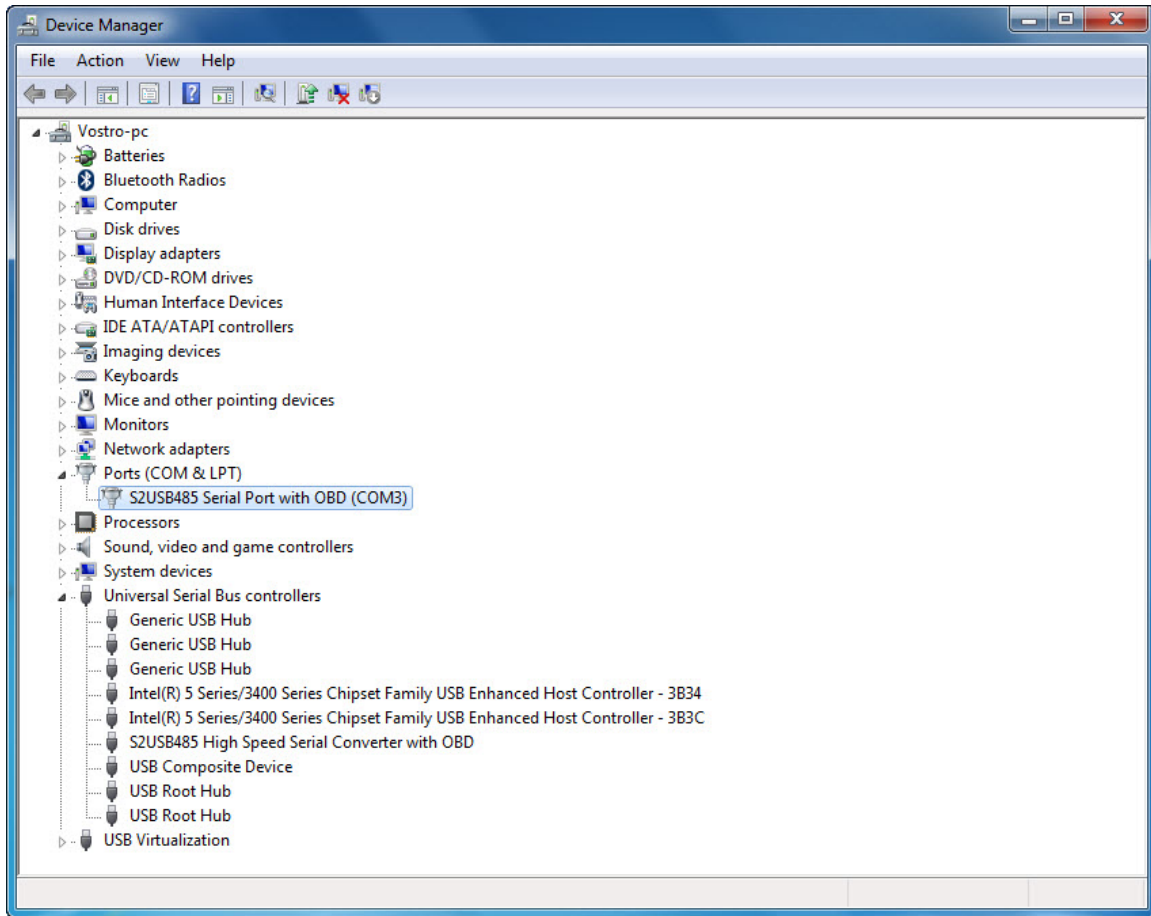 Device Manager
File Action View Help
Vostro-pc
Batteries
Bluetooth Radios
Computer
Disk drives
Display adapters
DVD/CD-ROM drives
Human Interface Devices
IDE ATA/ATAPI controllers
Imaging devices
Keyboards
Mice and other pointing devices
Monitors
Network adapters
Ports (COM & LPT)
S2USB485 Serial Port with OBD (COM3)
Processors
Sound, video and game controllers
System devices
Universal Serial Bus controllers
Generic USB Hub
Generic USB Hub
Generic USB Hub
Intel(R) 5 Series/3400 Series Chipset Family USB Enhanced Host Controller - 3B34
Intel(R) 5 Series/3400 Series Chipset Family USB Enhanced Host Controller - 3B3C
S2USB485 High Speed Serial Converter with OBD
USB Composite Device
USB Root Hub
USB Root Hub
USB Virtualization